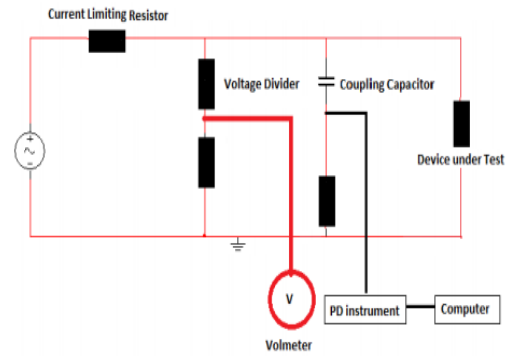 Current Limiting Resistor
Voltage Divider
Coupling Capacitor
Device under Test
V
PD instrument
Computer
Volmeter